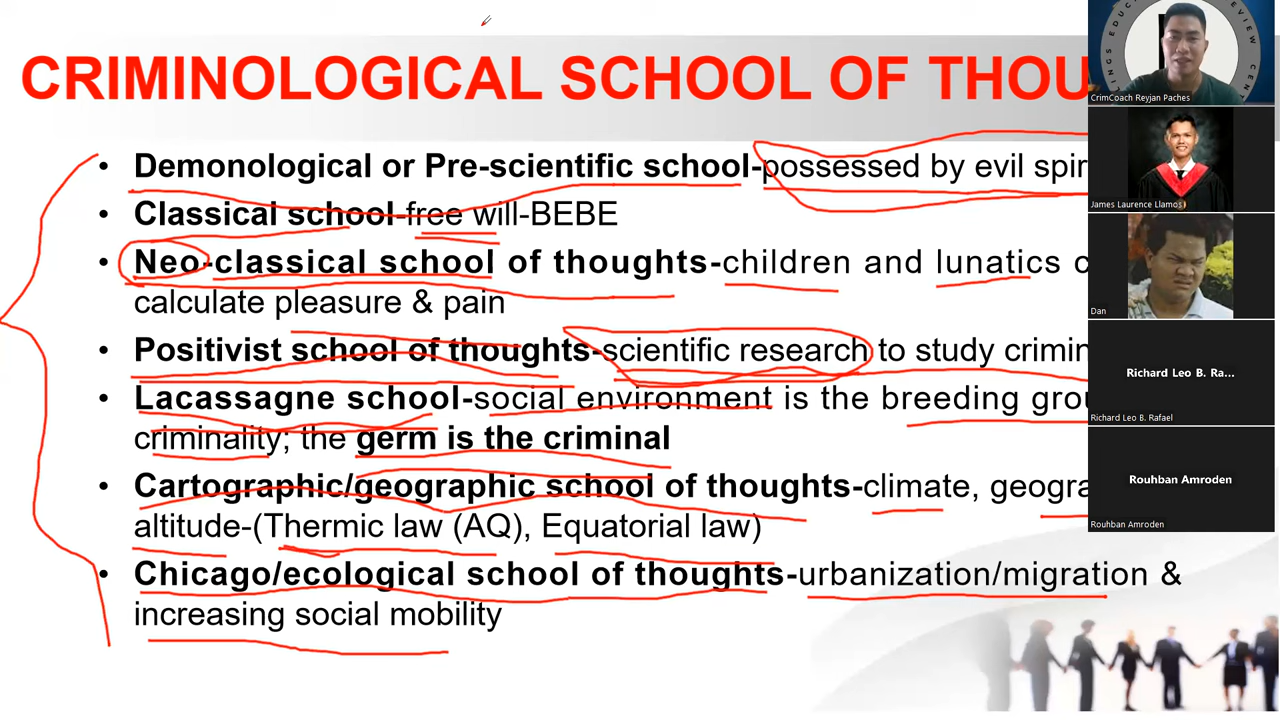 CRIMINOLOGICAL SCHOOL OF THOU
• Demonological or Pre-scientific school-possessed by evil spir
• Classical school-free will-BEBE
• Neo-classical school of thoughts-children and lunatics c
calculate pleasure & pain
• Positivist school of thoughts-scientific research to study crimin
• Lacassagne school-social environment is the breeding grou
criminality; the germ is the criminal
• Cartographic/geographic school of thoughts-climate, geogra
altitude-(Thermic law (AQ), Equatorial law)
• Chicago/ecological school of thoughts-urbanization/migration &
increasing social mobility
CrimCoach Reyjan Paches
James Laurence Llamos
Dan
Richard Leo B. Ra...
Richard Leo B. Rafael
Rouhban Amroden
Rouhban Amroden